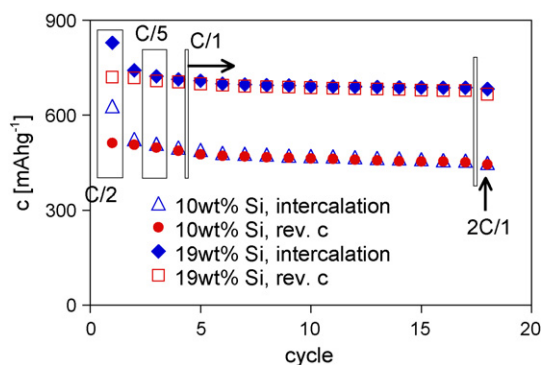 900
600
300
0
c [mAhg⁻¹]
C/5
C/1
C/2
10wt% Si, intercalation
10wt% Si, rev. c
19wt% Si, intercalation
19wt% Si, rev. c
2C/1
0 5 10 15 20
cycle